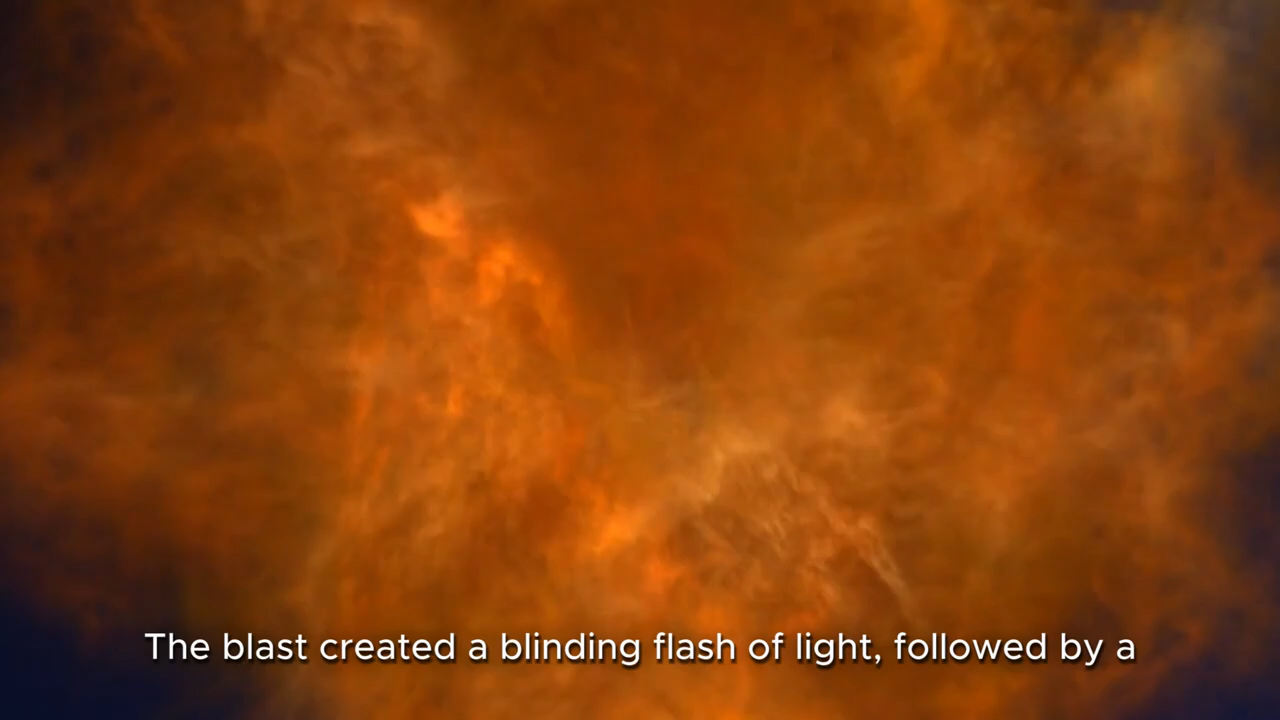 The blast created a blinding flash of light, followed by a